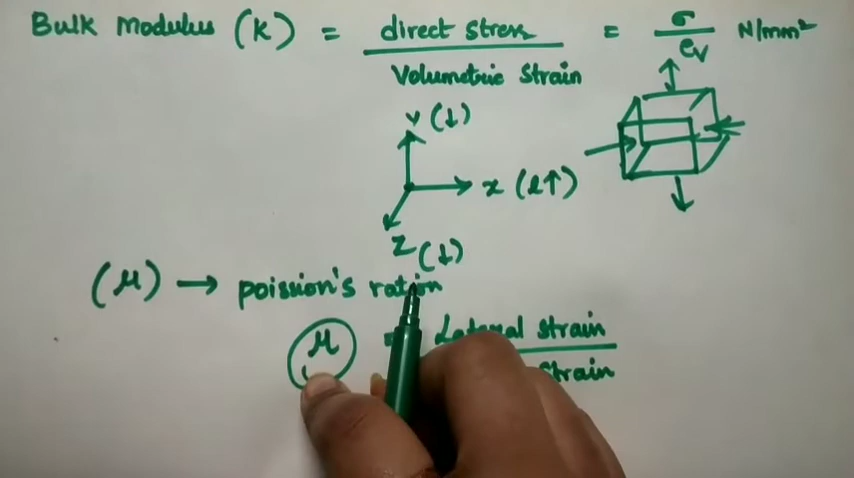 Bulk Modulus (K) = direct stress / Volumetric Strain = σ / eV N/mm²
y (↓)
x (l↑)
z (↓)
(μ) → poission's ration
μ = Lateral strain
strain